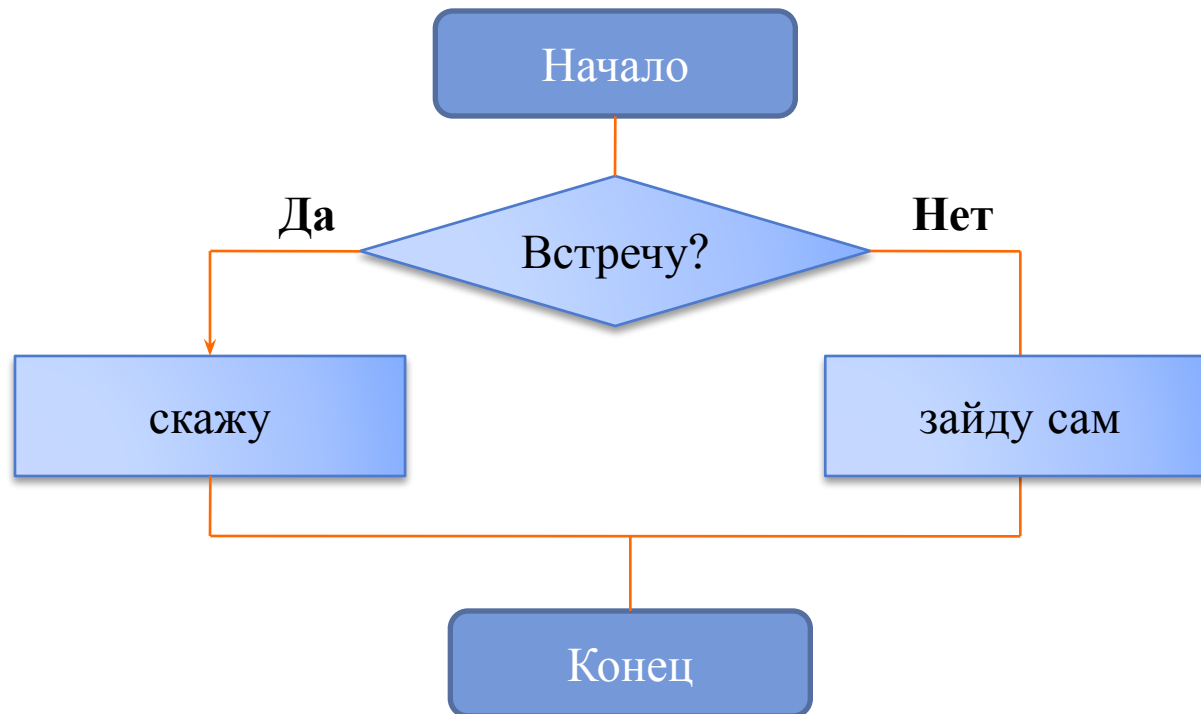 Начало
Да
Нет
Встречу?
скажу
зайду сам
Конец